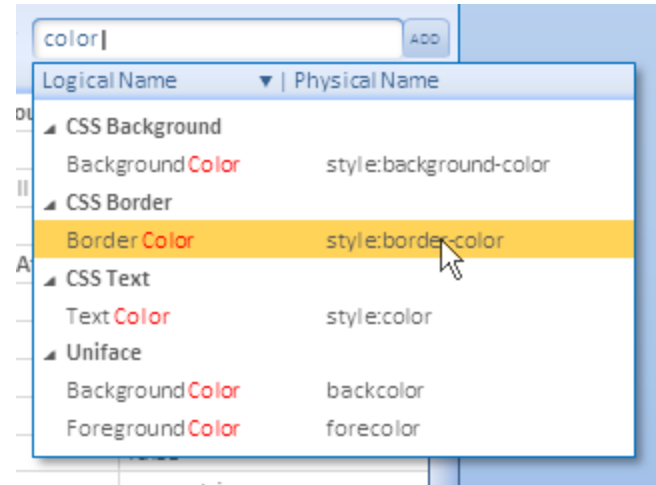 color
ADD
Logical Name ▼ | Physical Name
CSS Background
Background Color style:background-color
CSS Border
Border Color style:border-color
CSS Text
Text Color style:color
Uniface
Background Color backcolor
Foreground Color forecolor